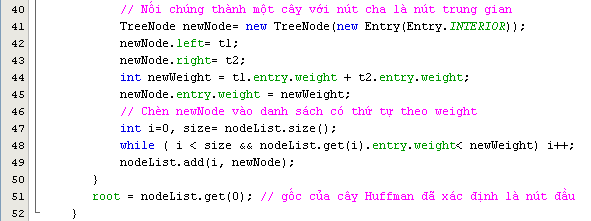 40 // Nối chúng thành một cây với nút cha là nút trung gian
41 TreeNode newNode= new TreeNode(new Entry(Entry.INTERIOR));
42 newNode.left= t1;
43 newNode.right= t2;
44 int newWeight = t1.entry.weight + t2.entry.weight;
45 newNode.entry.weight = newWeight;
46 // Chèn newNode vào danh sách có thứ tự theo weight
47 int i=0, size= nodeList.size();
48 while ( i < size && nodeList.get(i).entry.weight< newWeight) i++;
49 nodeList.add(i, newNode);
50 }
51 root = nodeList.get(0); // gốc của cây Huffman đã xác định là nút đầu
52 }